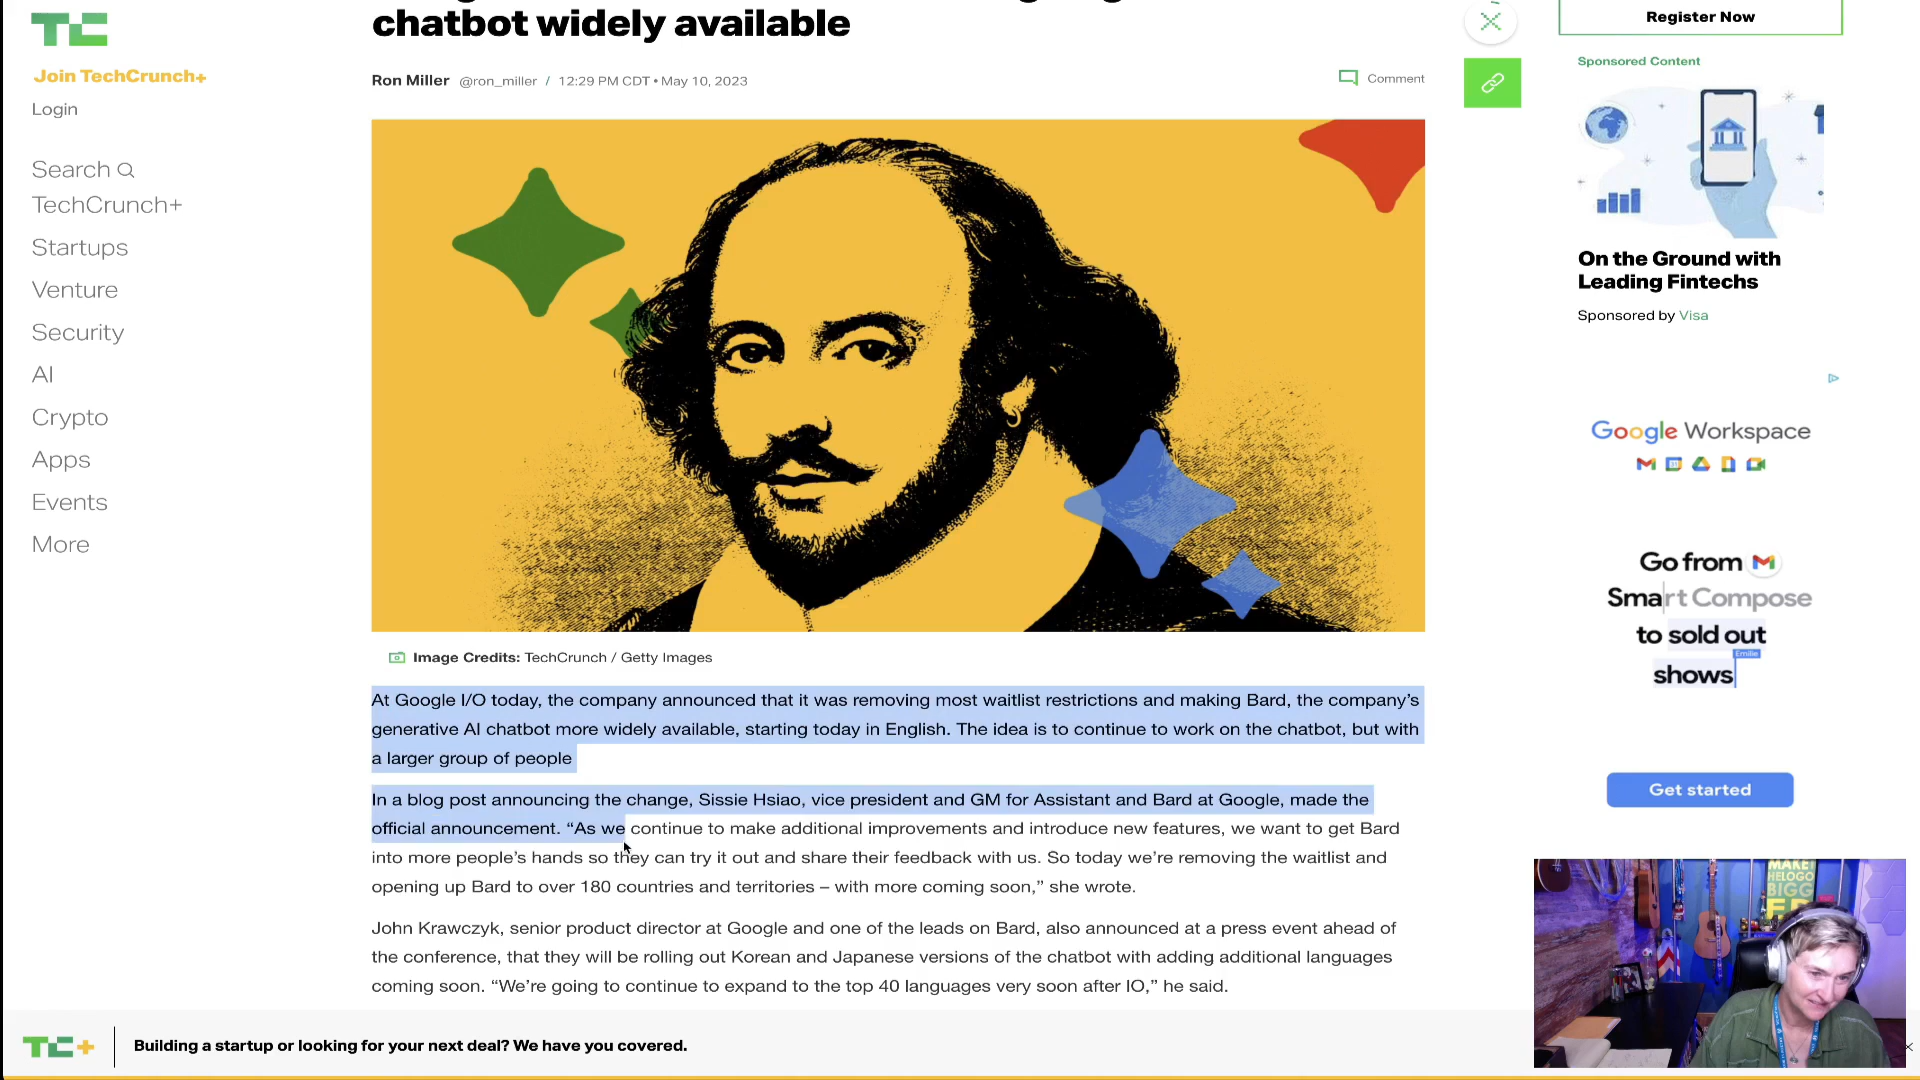 chatbot widely available
Ron Miller @ron_miller / 12:29 PM CDT • May 10, 2023
Comment
TC
Join TechCrunch+
Login
Search
TechCrunch+
Startups
Venture
Security
AI
Crypto
Apps
Events
More
Image Credits: TechCrunch / Getty Images
At Google I/O today, the company announced that it was removing most waitlist restrictions and making Bard, the company’s
generative AI chatbot more widely available, starting today in English. The idea is to continue to work on the chatbot, but with
a larger group of people
In a blog post announcing the change, Sissie Hsiao, vice president and GM for Assistant and Bard at Google, made the
official announcement. “As we continue to make additional improvements and introduce new features, we want to get Bard
into more people’s hands so they can try it out and share their feedback with us. So today we’re removing the waitlist and
opening up Bard to over 180 countries and territories – with more coming soon,” she wrote.
John Krawczyk, senior product director at Google and one of the leads on Bard, also announced at a press event ahead of
the conference, that they will be rolling out Korean and Japanese versions of the chatbot with adding additional languages
coming soon. “We’re going to continue to expand to the top 40 languages very soon after IO,” he said.
Register Now
Sponsored Content
On the Ground with
Leading Fintechs
Sponsored by Visa
Google Workspace
Go from
Smart Compose
to sold out
Emilie
shows
Get started
MAKE
THELOGO
BIGG
TC+
Building a startup or looking for your next deal? We have you covered.